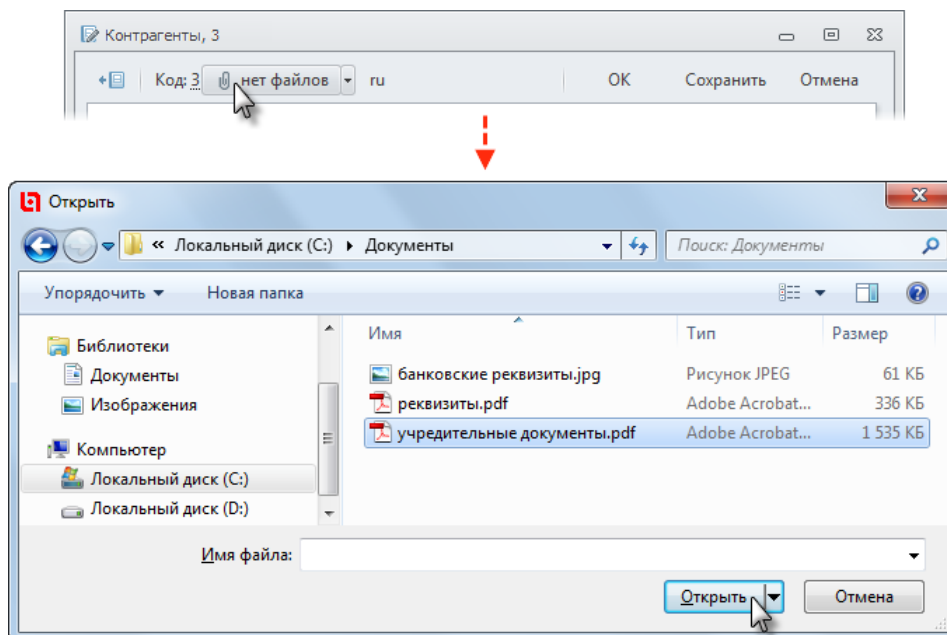 Контрагенты, 3
Код: 3 нет файлов ru OK Сохранить Отмена
Открыть
« Локальный диск (C:) Документы Поиск: Документы
Упорядочить Новая папка
Имя Тип Размер
Библиотеки
Документы
Изображения
Компьютер
Локальный диск (C:)
Локальный диск (D:)
банковские реквизиты.jpg Рисунок JPEG 61 КБ
реквизиты.pdf Adobe Acrobat... 336 КБ
учредительные документы.pdf Adobe Acrobat... 1 535 КБ
Имя файла:
Открыть Отмена